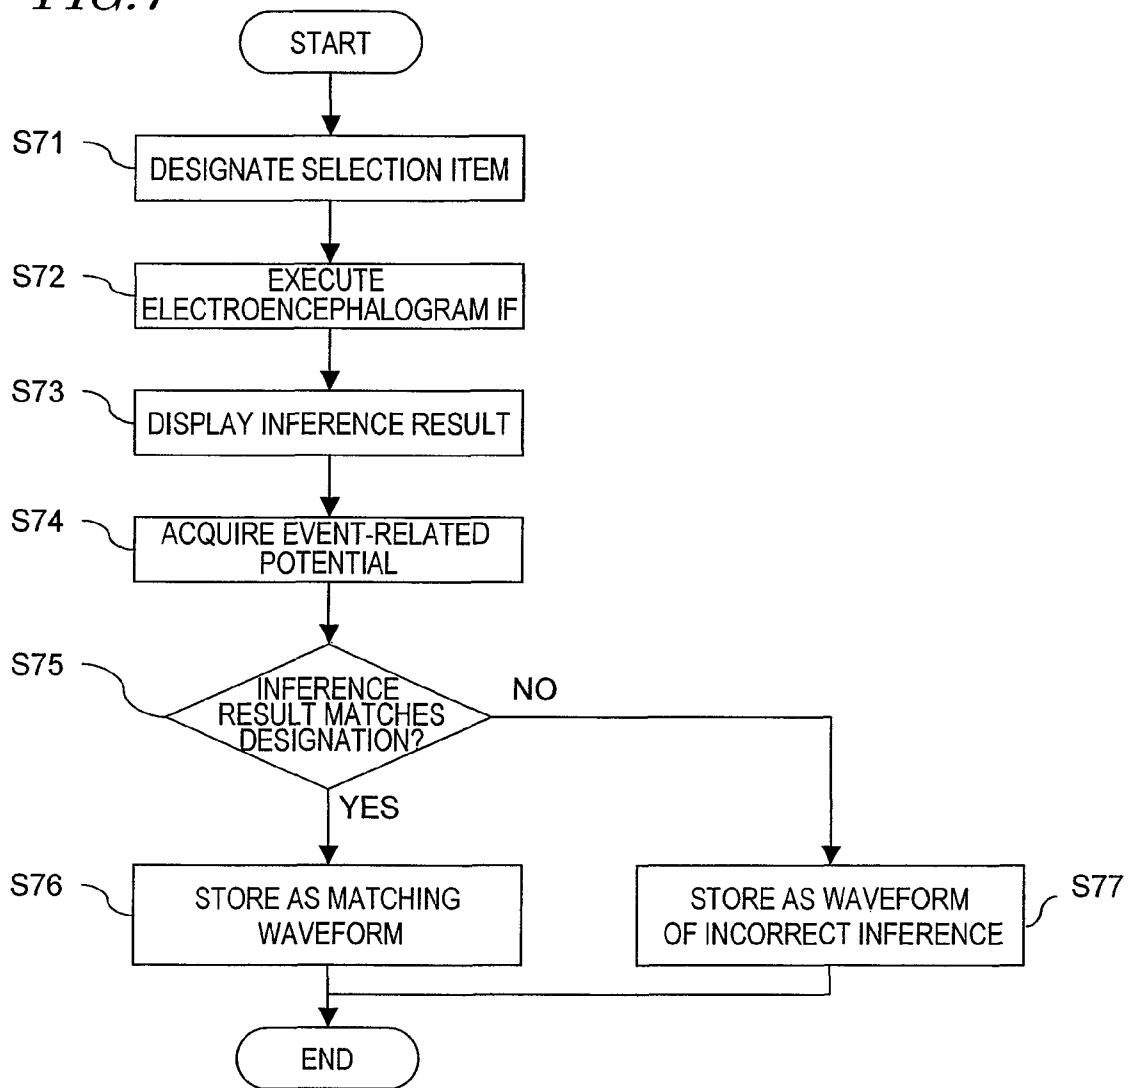 FIG.7
START
S71
DESIGNATE SELECTION ITEM
S72
EXECUTE
ELECTROENCEPHALOGRAM IF
S73
DISPLAY INFERENCE RESULT
S74
ACQUIRE EVENT-RELATED
POTENTIAL
S75
INFERENCE
RESULT MATCHES
DESIGNATION?
NO
YES
S76
STORE AS MATCHING
WAVEFORM
STORE AS WAVEFORM
OF INCORRECT INFERENCE
S77
END